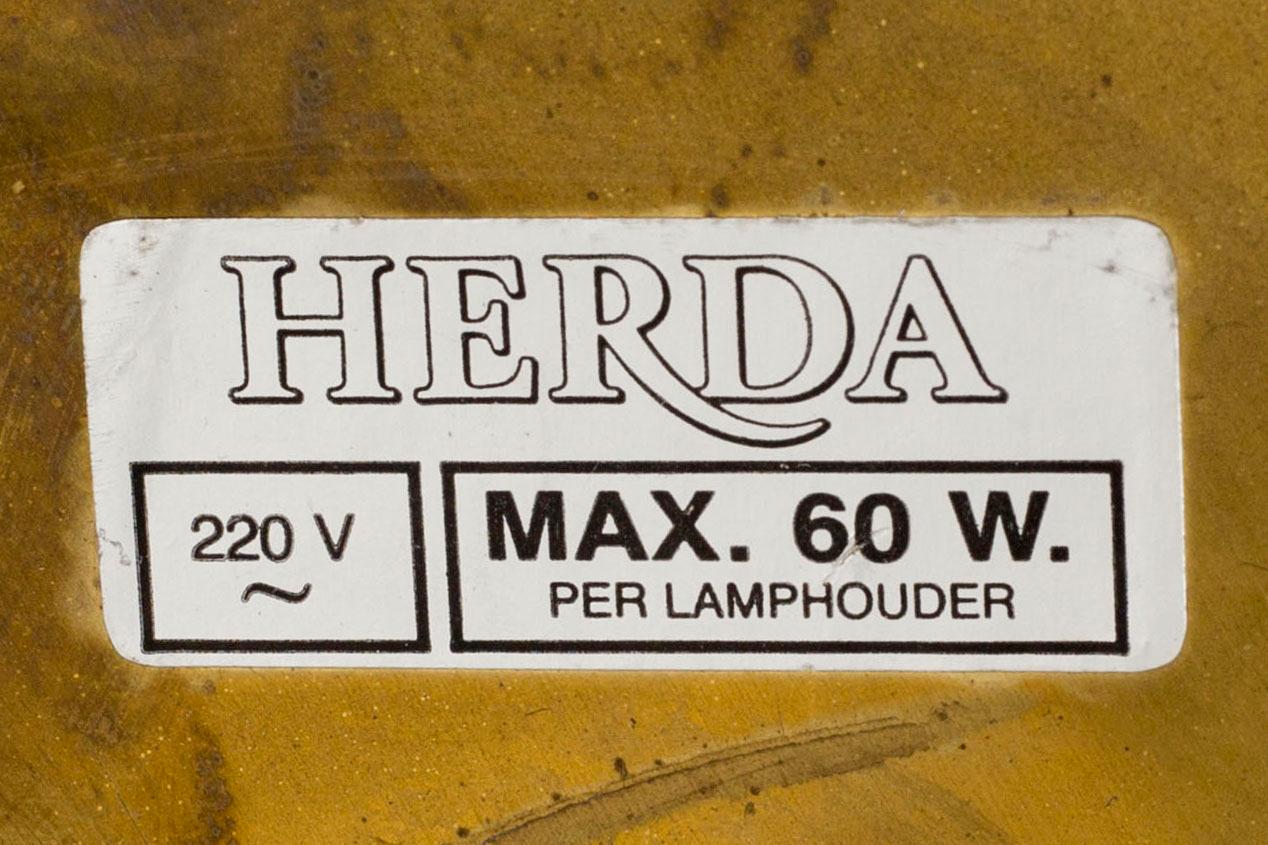 HERDA
220 V
~
MAX. 60 W.
PER LAMPHOUDER